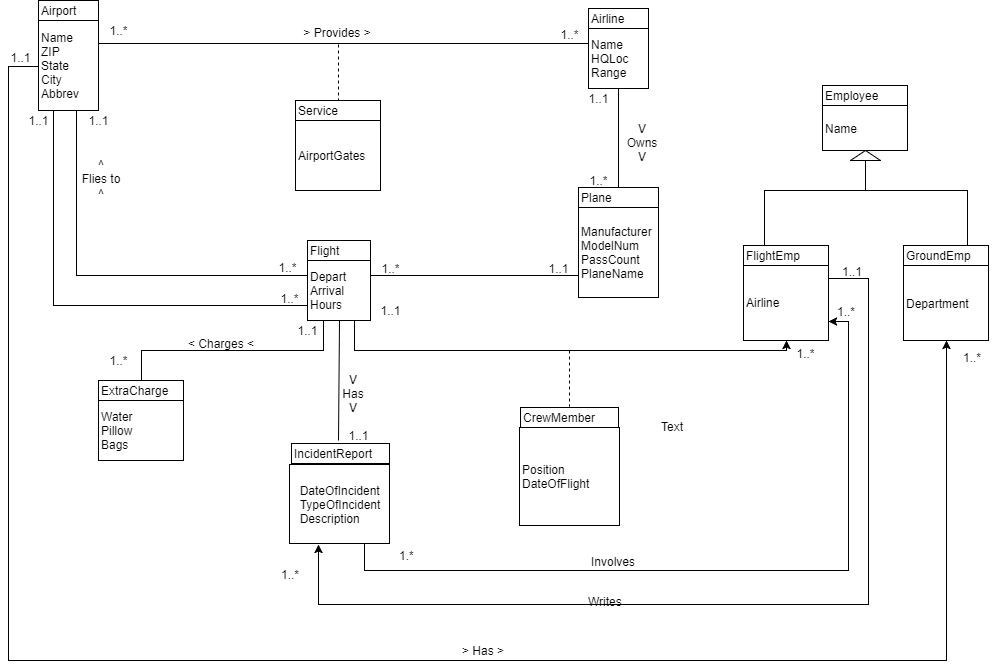 Airport
Name
ZIP
State
City
Abbrev
1..*
> Provides >
1..*
Airline
Name
HQLoc
Range
1..1
1..1
1..1
1..1
Service
AirportGates
V
Owns
V
Employee
Name
^
Flies to
^
1..*
Plane
Manufacturer
ModelNum
PassCount
PlaneName
Flight
Depart
Arrival
Hours
1..*
1..*
1..*
1..1
FlightEmp
Airline
GroundEmp
Department
1..1
1..*
1..1
1..1
< Charges <
1..*
1..*
1..*
ExtraCharge
Water
Pillow
Bags
V
Has
V
1..1
CrewMember
Position
DateOfFlight
Text
IncidentReport
DateOfIncident
TypeOfIncident
Description
1.*
Involves
1..*
Writes
> Has >